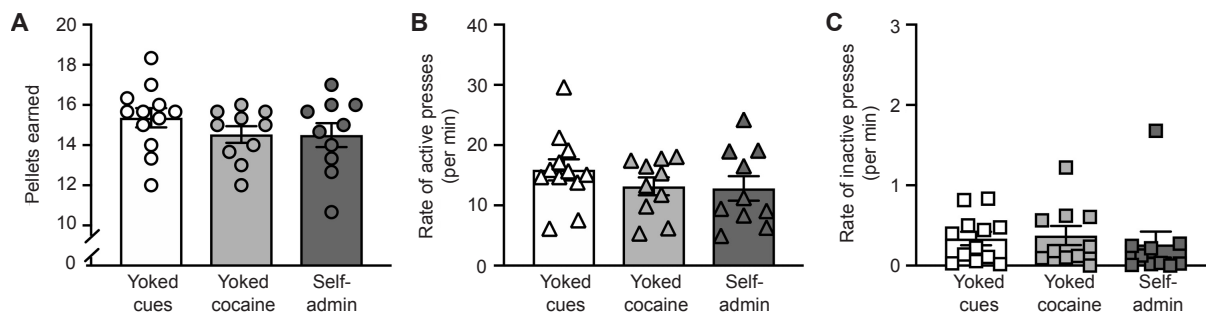 A
Pellets earned
20
18
16
14
12
10
0
Yoked
cues
Yoked
cocaine
Self-
admin
B
Rate of active presses
(per min)
40
30
20
10
0
Yoked
cues
Yoked
cocaine
Self-
admin
C
Rate of inactive presses
(per min)
3
2
1
0
Yoked
cues
Yoked
cocaine
Self-
admin